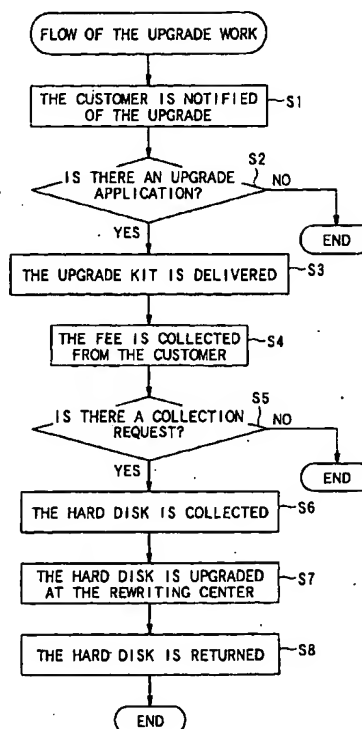 FLOW OF THE UPGRADE WORK
THE CUSTOMER IS NOTIFIED
OF THE UPGRADE
S1
IS THERE AN UPGRADE
APPLICATION?
S2
NO
END
YES
THE UPGRADE KIT IS DELIVERED
S3
THE FEE IS COLLECTED
FROM THE CUSTOMER
S4
IS THERE A COLLECTION
REQUEST?
S5
NO
END
YES
THE HARD DISK IS COLLECTED
S6
THE HARD DISK IS UPGRADED
AT THE REWRITING CENTER
S7
THE HARD DISK IS RETURNED
S8
END